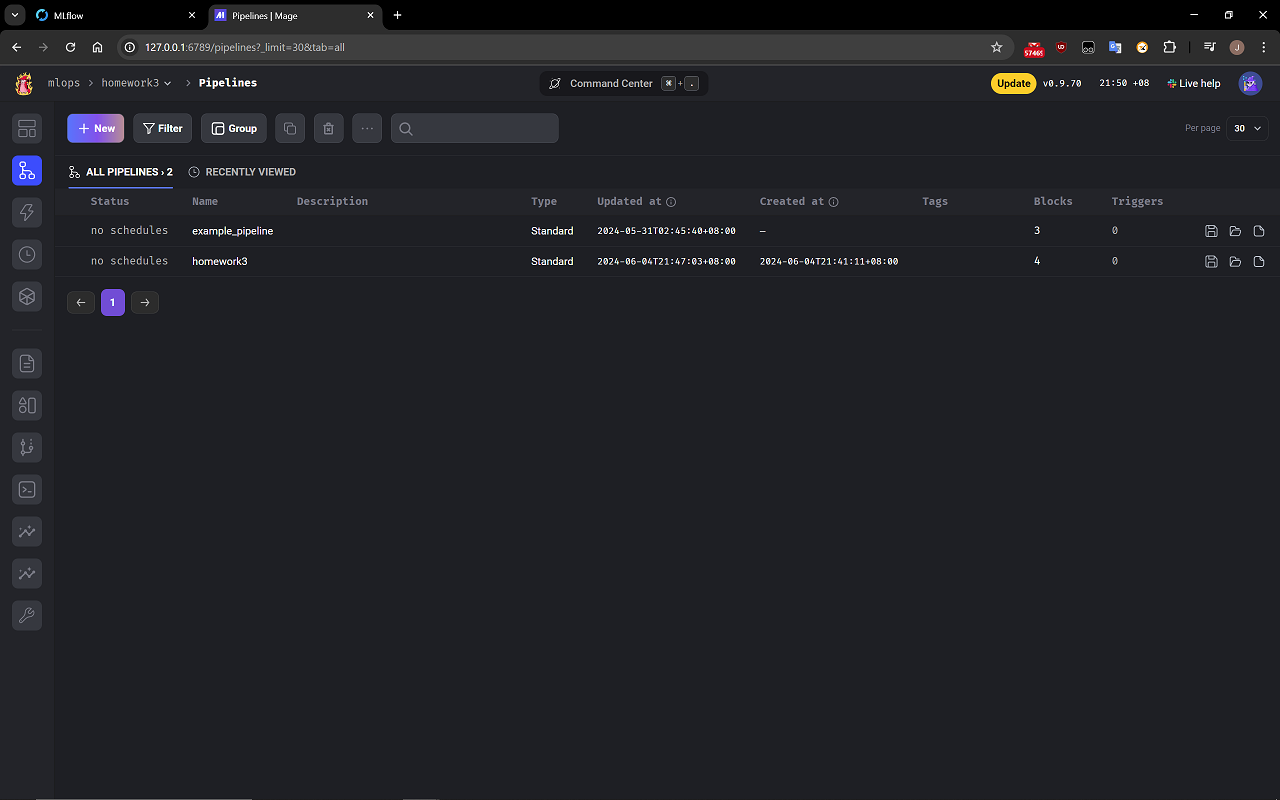 MLflow
Pipelines | Mage
127.0.0.1:6789/pipelines?_limit=30&tab=all
57469
UD
J
mlops > homework3 > Pipelines
Command Center ⌘ + .
Update v0.9.70 21:50 +08 Live help
+ New Filter Group
Per page 30
ALL PIPELINES › 2 RECENTLY VIEWED
Status Name Description Type Updated at Created at Tags Blocks Triggers
no schedules example_pipeline Standard 2024-05-31T02:45:40+08:00 — 3 0
no schedules homework3 Standard 2024-06-04T21:47:03+08:00 2024-06-04T21:41:11+08:00 4 0
← 1 →